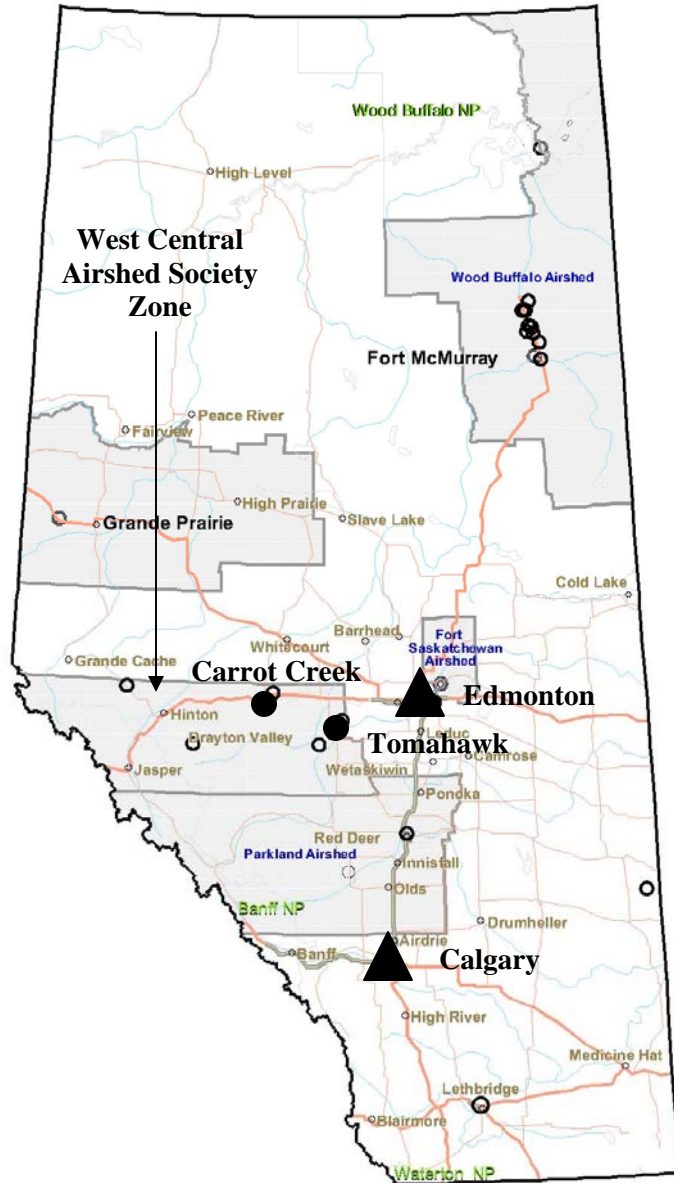 Wood Buffalo NP
High Level
West Central
Airshed Society
Zone
Wood Buffalo Airshed
Fort McMurray
Peace River
Fairview
High Prairie
Grande Prairie
Slave Lake
Cold Lake
Barrhead
Whitecourt
Fort
Saskatchewan
Airshed
Grande Cache
Carrot Creek
Edmonton
Hinton
Drayton Valley
Tomahawk
Leduc
Camrose
Wetaskiwin
Jasper
Ponoka
Red Deer
Parkland Airshed
Innisfail
Olds
Banff NP
Drumheller
Airdrie
Banff
Calgary
High River
Medicine Hat
Lethbridge
Blairmore
Waterton NP